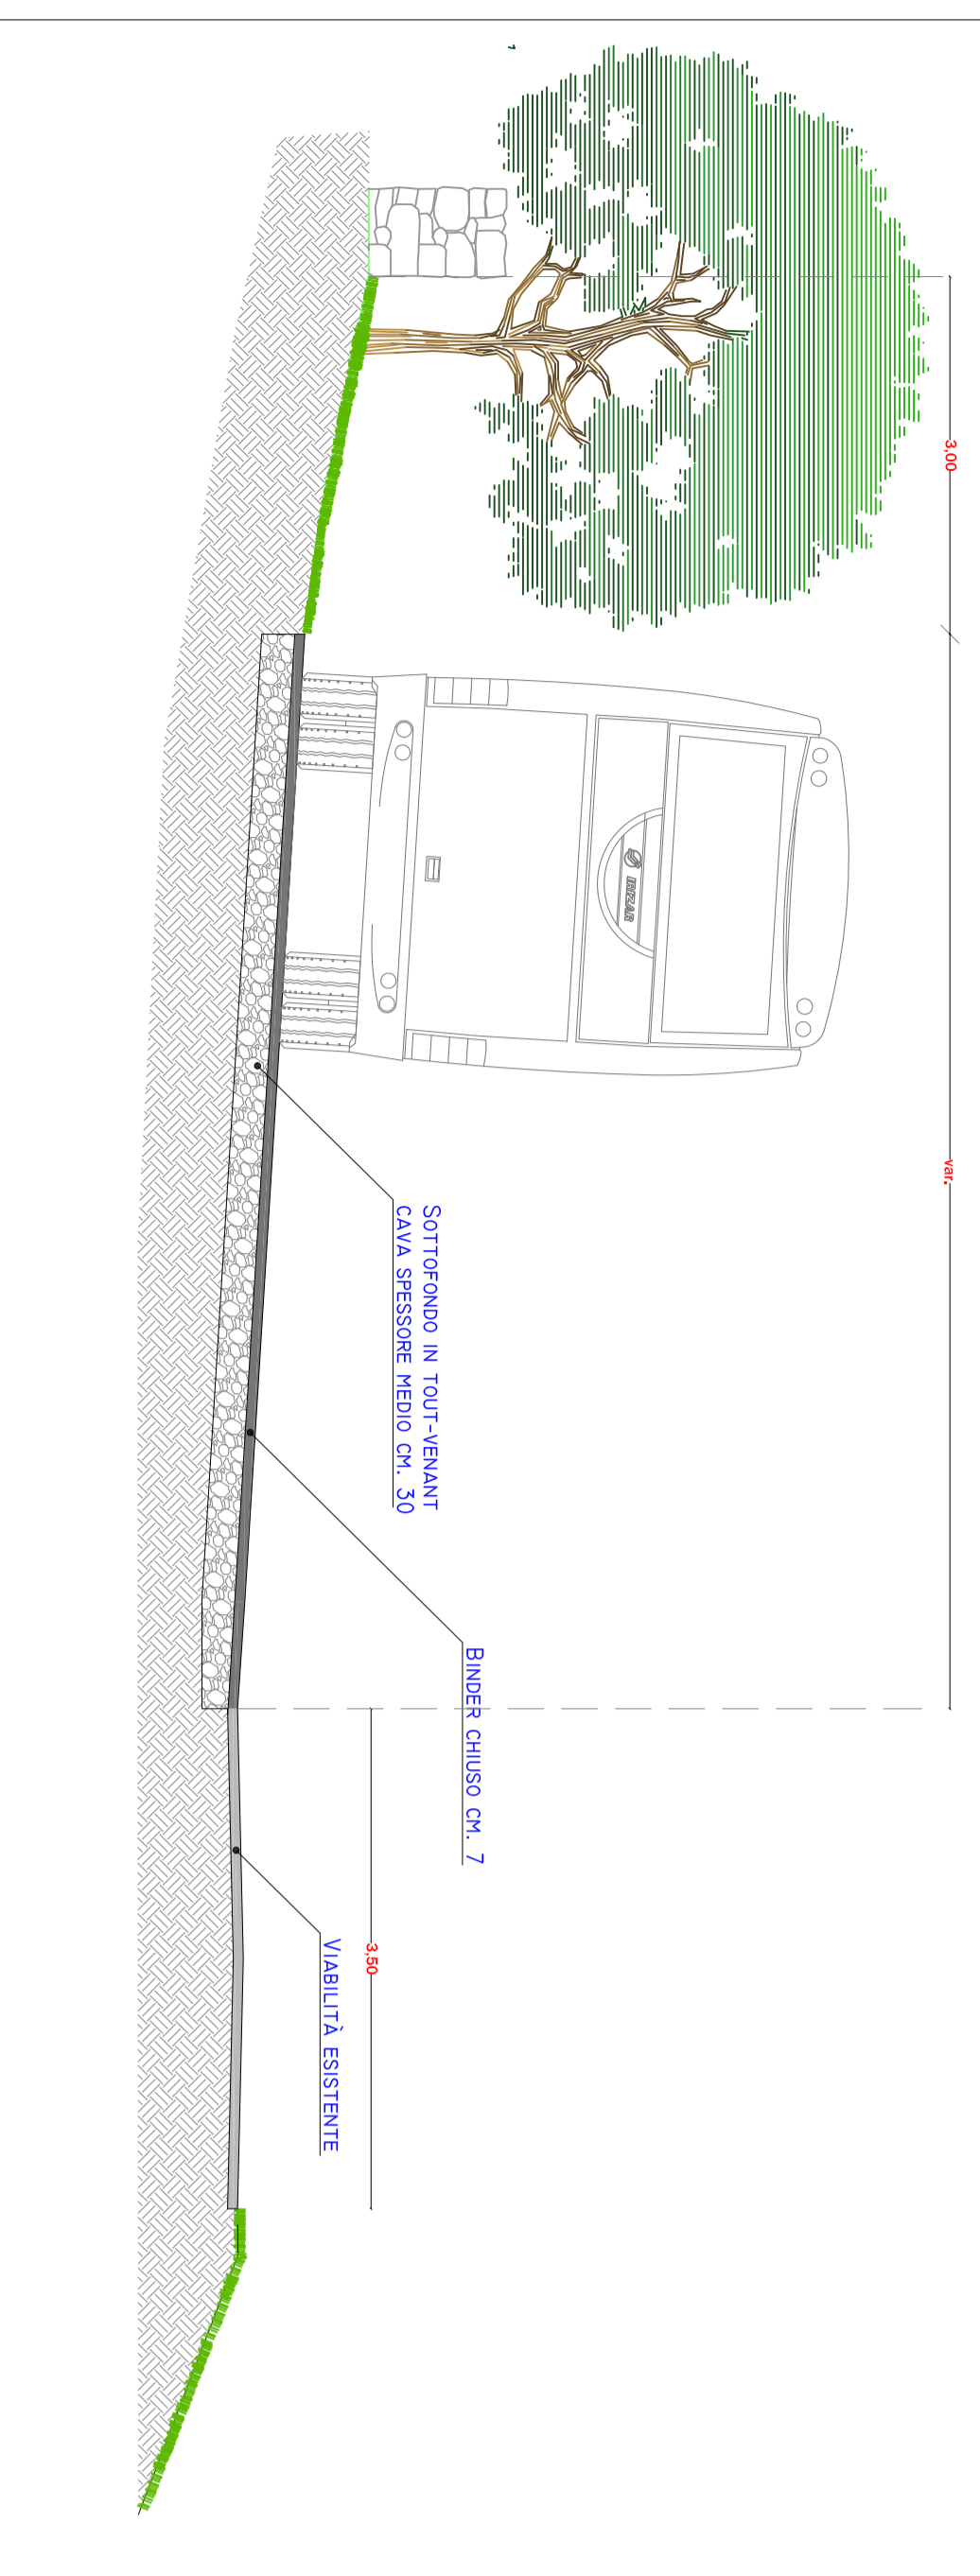 3,00
var.
IRIZAR
SOTTOFONDO IN TOUT-VENANT
CAVA SPESSORE MEDIO CM. 30
BINDER CHIUSO CM. 7
3,50
VIABILITÀ ESISTENTE